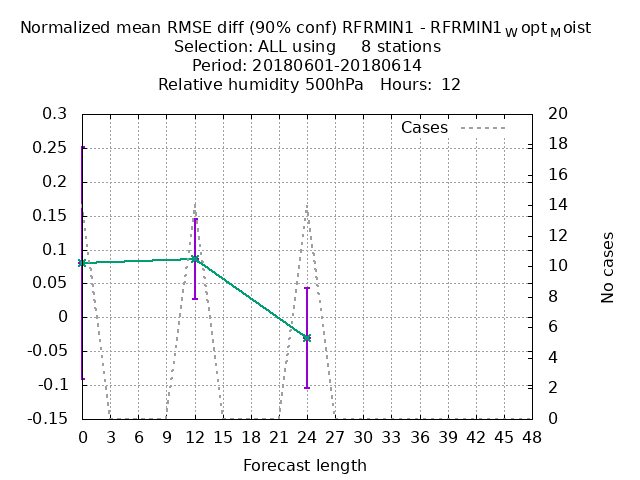 Normalized mean RMSE diff (90% conf) RFRMIN1 - RFRMIN1WoptMoist
Selection: ALL using 8 stations
Period: 20180601-20180614
Relative humidity 500hPa Hours: 12
Cases
0.3
0.25
0.2
0.15
0.1
0.05
0
-0.05
-0.1
-0.15
20
18
16
14
12
10
8
6
4
2
0
No cases
0 3 6 9 12 15 18 21 24 27 30 33 36 39 42 45 48
Forecast length